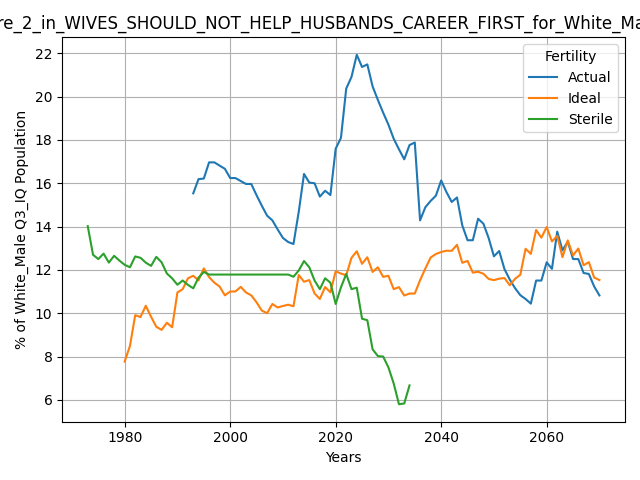 re_2_in_WIVES_SHOULD_NOT_HELP_HUSBANDS_CAREER_FIRST_for_White_Ma
Fertility
Actual
Ideal
Sterile
% of White_Male Q3_IQ Population
22
20
18
16
14
12
10
8
6
1980 2000 2020 2040 2060
Years